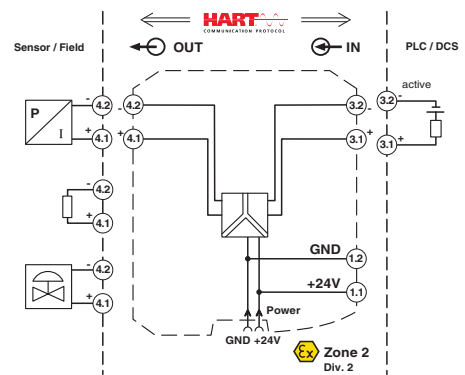 HART
COMMUNICATION PROTOCOL
Sensor / Field
OUT
IN
PLC / DCS
active
P
I
- 4.2
- 4.2
3.2 -
3.2 -
+ 4.1
+ 4.1
3.1 +
3.1 +
- 4.2
+ 4.1
GND
1.2
- 4.2
+24V
1.1
+ 4.1
Power
GND +24V
Ex
Zone 2
Div. 2